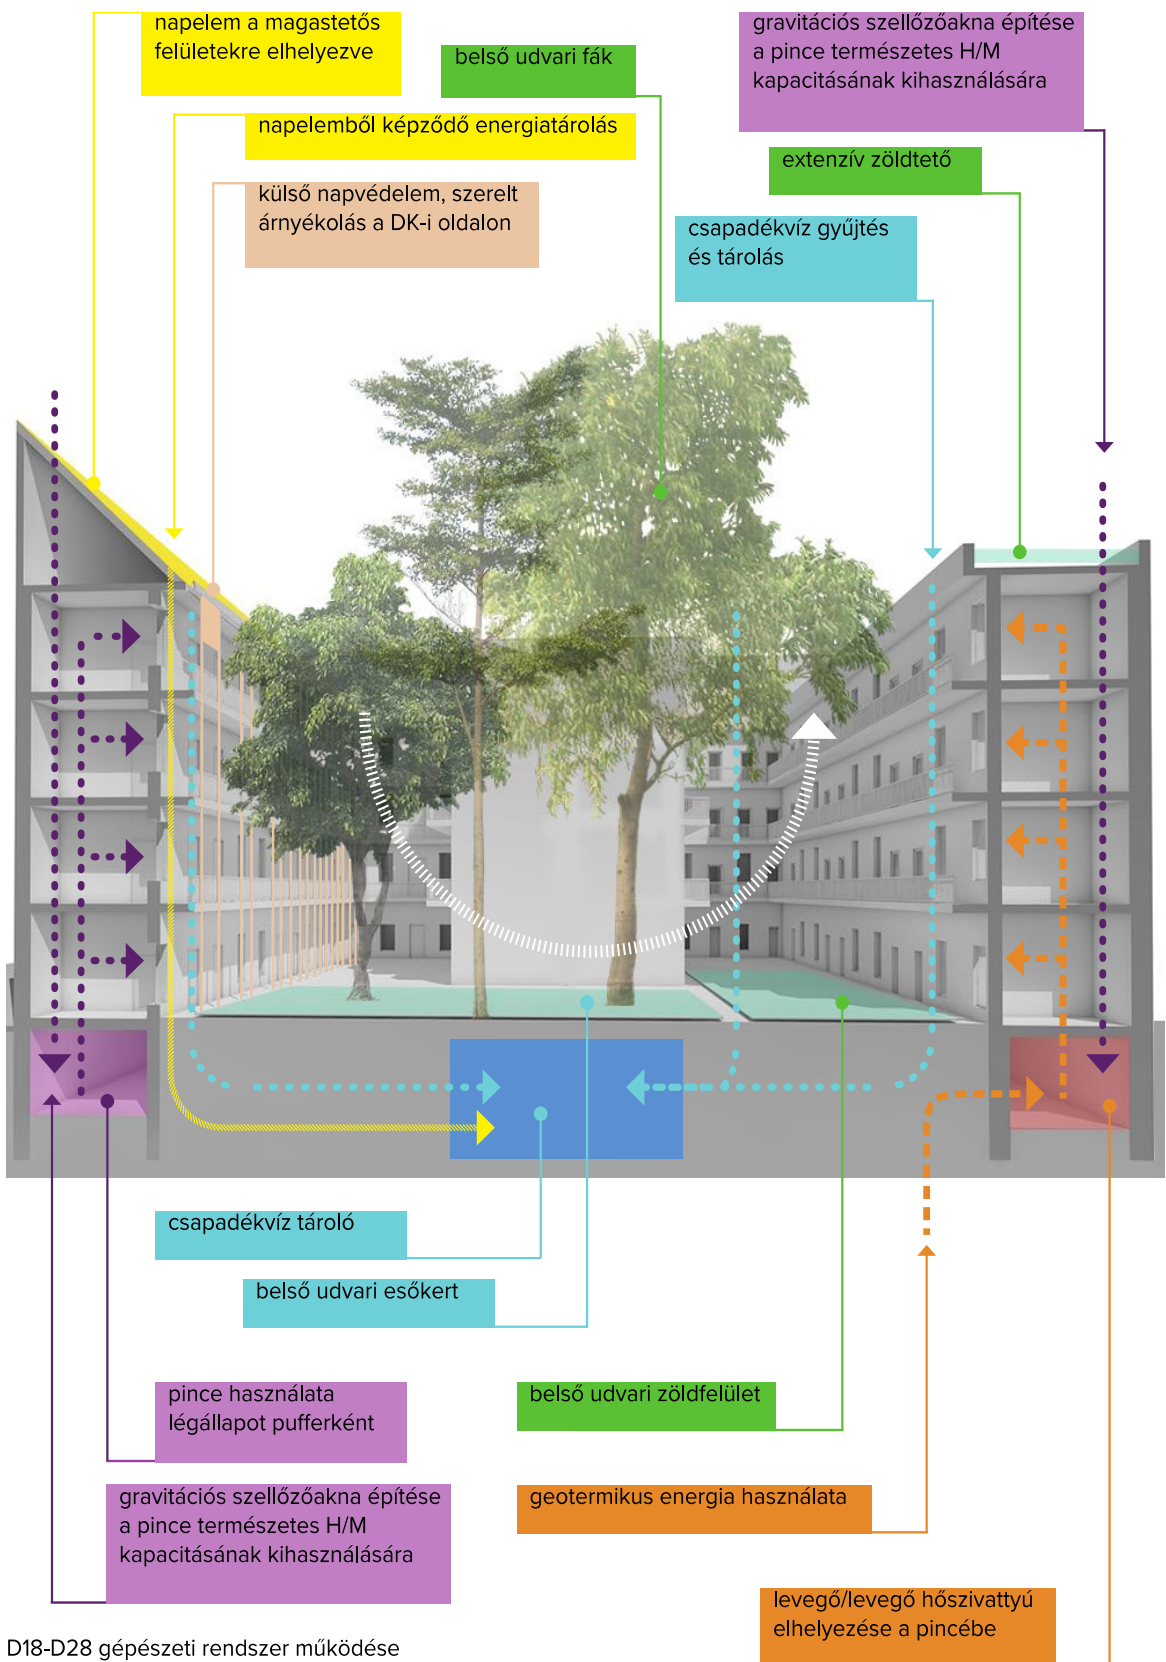 napelem a magastetős
felületekre elhelyezve
belső udvari fák
gravitációs szellőzőakna építése
a pince természetes H/M
kapacitásának kihasználására
napelemből képződő energiatárolás
extenzív zöldtető
külső napvédelem, szerelt
árnyékolás a DK-i oldalon
csapadékvíz gyűjtés
és tárolás
csapadékvíz tároló
belső udvari esőkert
pince használata
légállapot pufferként
belső udvari zöldfelület
gravitációs szellőzőakna építése
a pince természetes H/M
kapacitásának kihasználására
geotermikus energia használata
levegő/levegő hőszivattyú
elhelyezése a pincébe
D18-D28 gépészeti rendszer működése